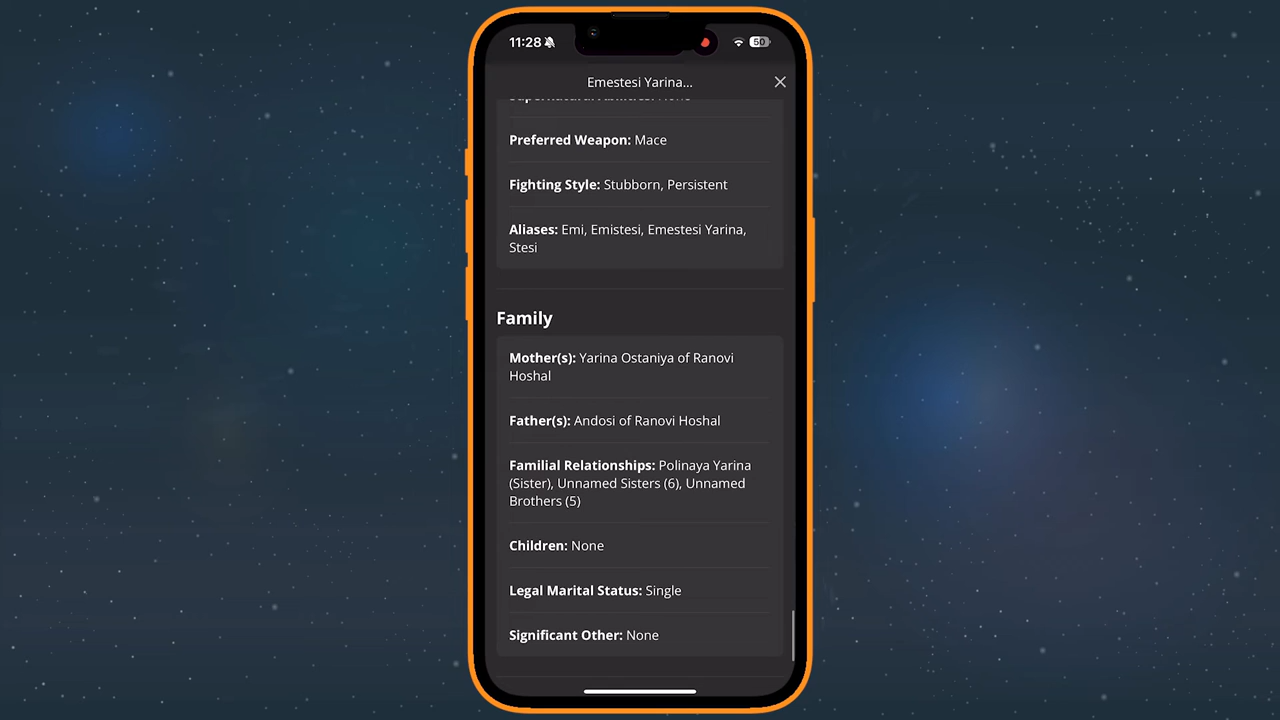 11:28
50
Emestesi Yarina...
Preferred Weapon: Mace
Fighting Style: Stubborn, Persistent
Aliases: Emi, Emistesi, Emestesi Yarina,
Stesi
Family
Mother(s): Yarina Ostaniya of Ranovi
Hoshal
Father(s): Andosi of Ranovi Hoshal
Familial Relationships: Polinaya Yarina
(Sister), Unnamed Sisters (6), Unnamed
Brothers (5)
Children: None
Legal Marital Status: Single
Significant Other: None